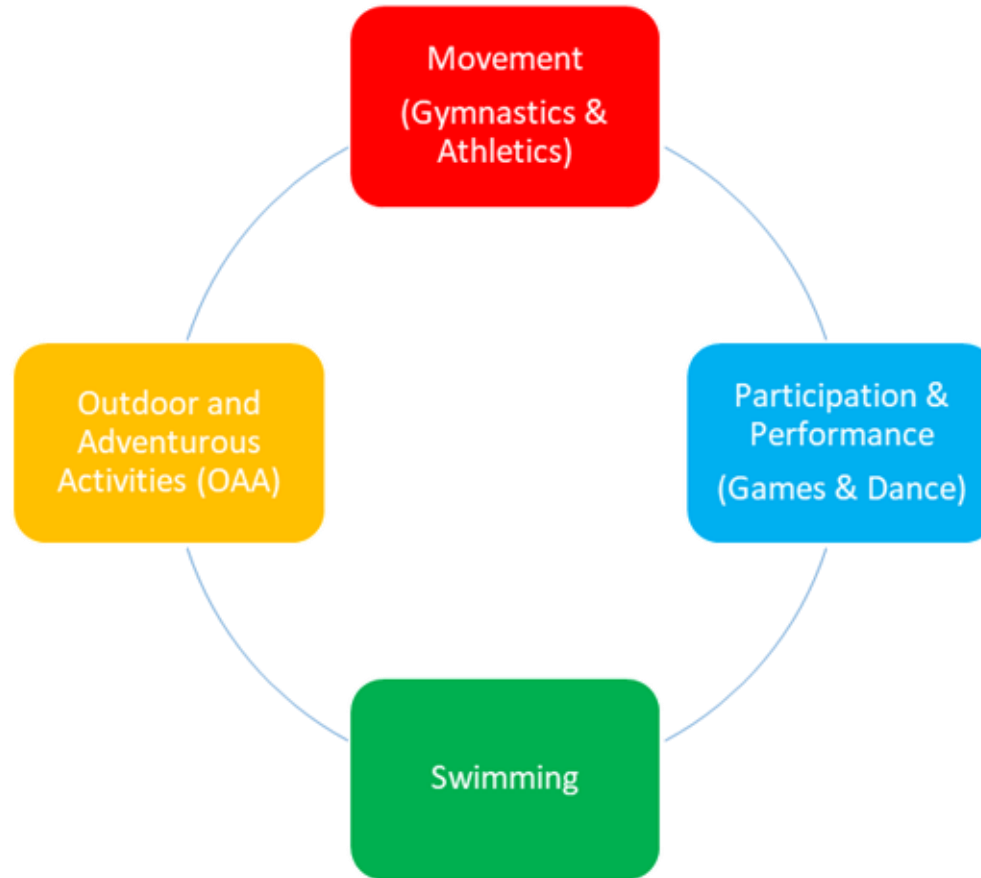 Movement
(Gymnastics &
Athletics)
Outdoor and
Adventurous
Activities (OAA)
Participation &
Performance
(Games & Dance)
Swimming